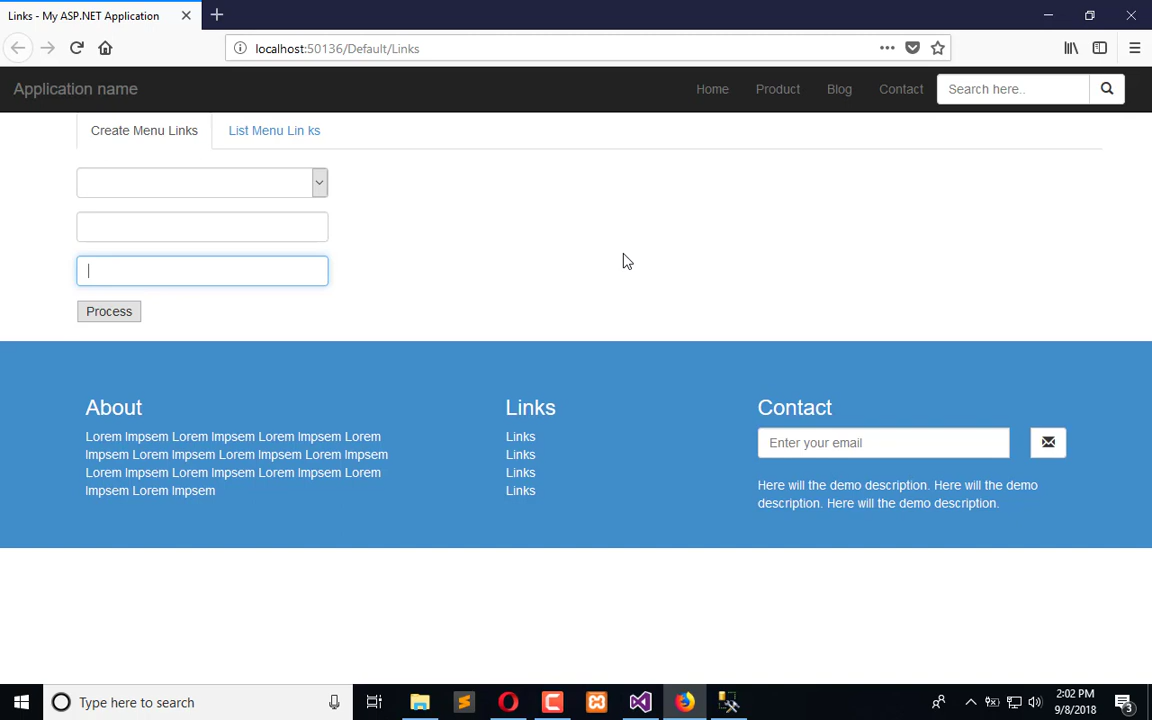 Links - My ASP.NET Application
localhost:50136/Default/Links
Application name
Home
Product
Blog
Contact
Search here..
Create Menu Links
List Menu Lin ks
Process
About
Lorem Impsem Lorem Impsem Lorem Impsem Lorem
Impsem Lorem Impsem Lorem Impsem Lorem Impsem
Lorem Impsem Lorem Impsem Lorem Impsem Lorem
Impsem Lorem Impsem
Links
Links
Links
Links
Links
Contact
Enter your email
Here will the demo description. Here will the demo
description. Here will the demo description.
Type here to search
2:02 PM
9/8/2018
3